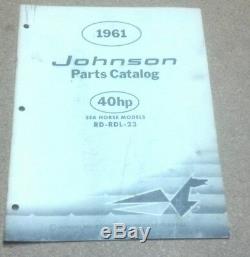 1961
Johnson
Parts Catalog
40hp
SEA HORSE MODELS
RD-RDL-23